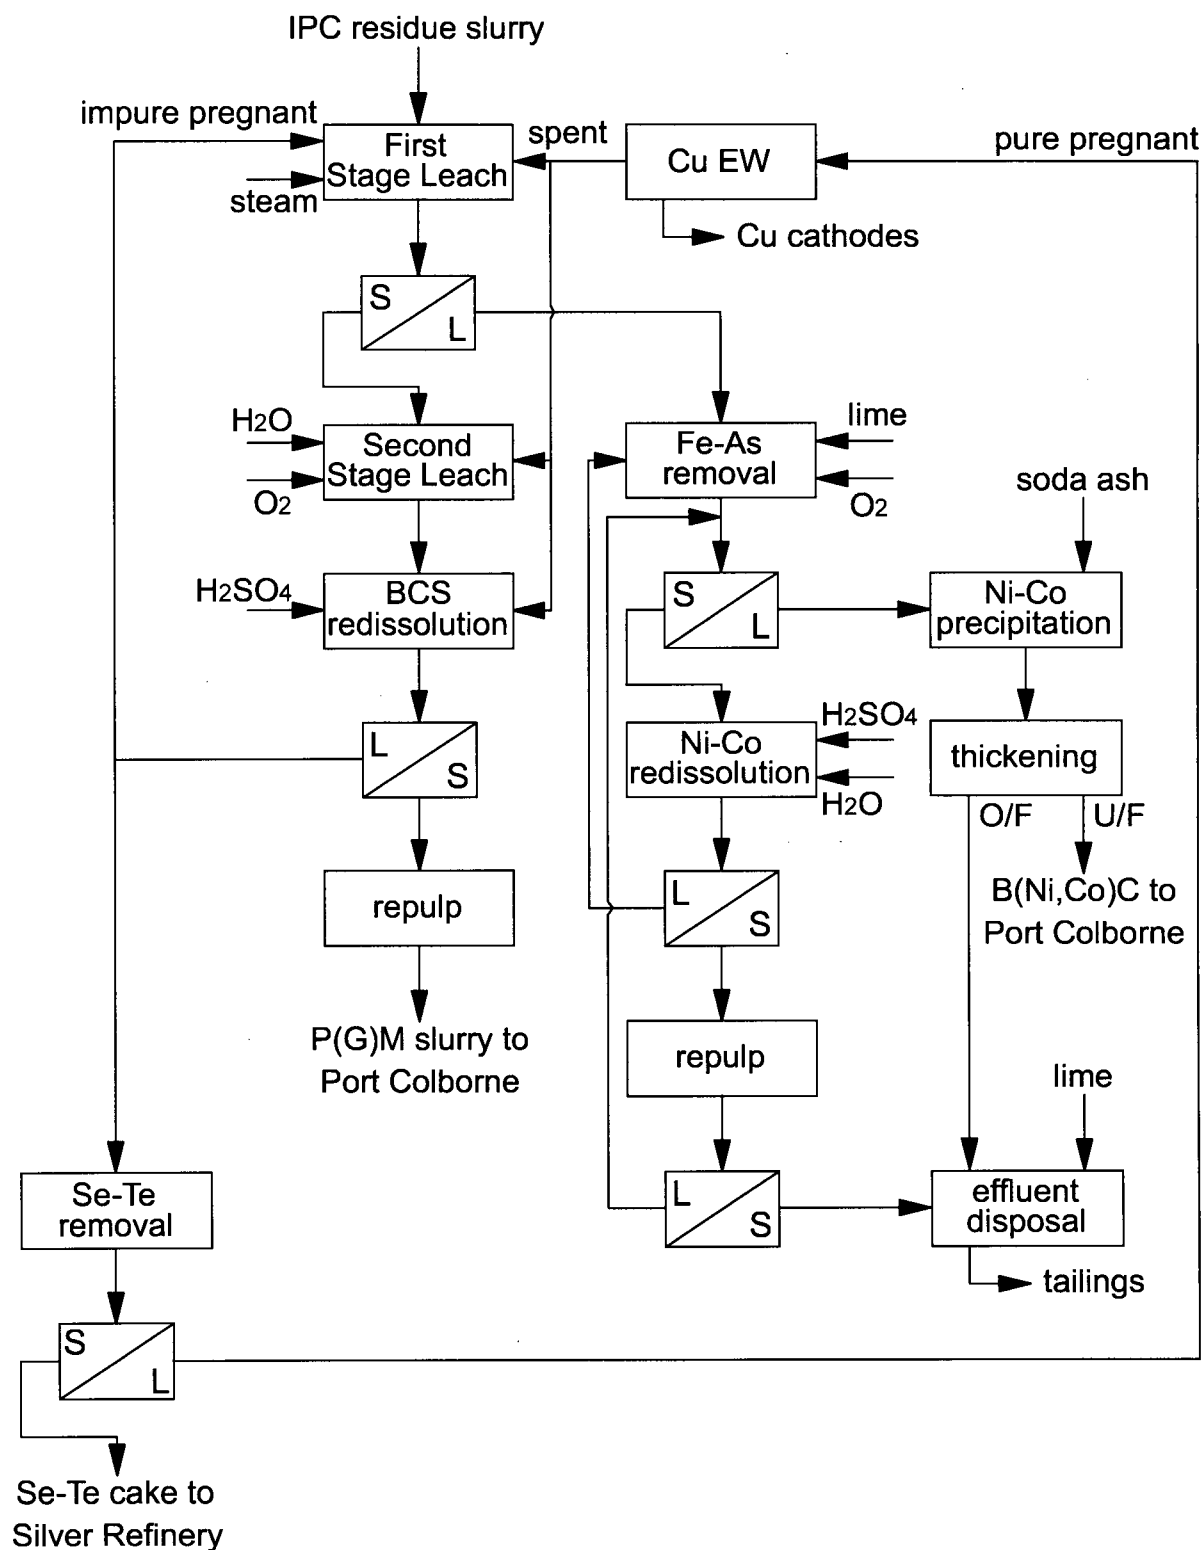 IPC residue slurry
impure pregnant
First
Stage Leach
steam
spent
Cu EW
pure pregnant
Cu cathodes
S
L
H2O
Second
Stage Leach
O2
lime
Fe-As
removal
O2
soda ash
H2SO4
BCS
redissolution
S
L
Ni-Co
precipitation
L
S
H2SO4
Ni-Co
redissolution
H2O
thickening
O/F
U/F
repulp
L
S
B(Ni,Co)C to
Port Colborne
P(G)M slurry to
Port Colborne
repulp
lime
Se-Te
removal
L
S
effluent
disposal
tailings
S
L
Se-Te cake to
Silver Refinery